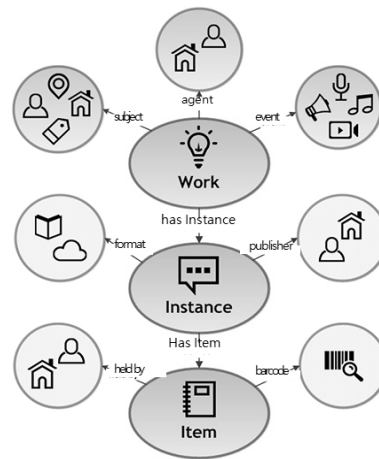 agent
subject
event
Work
has Instance
format
publisher
Instance
Has Item
held by
barcode
Item